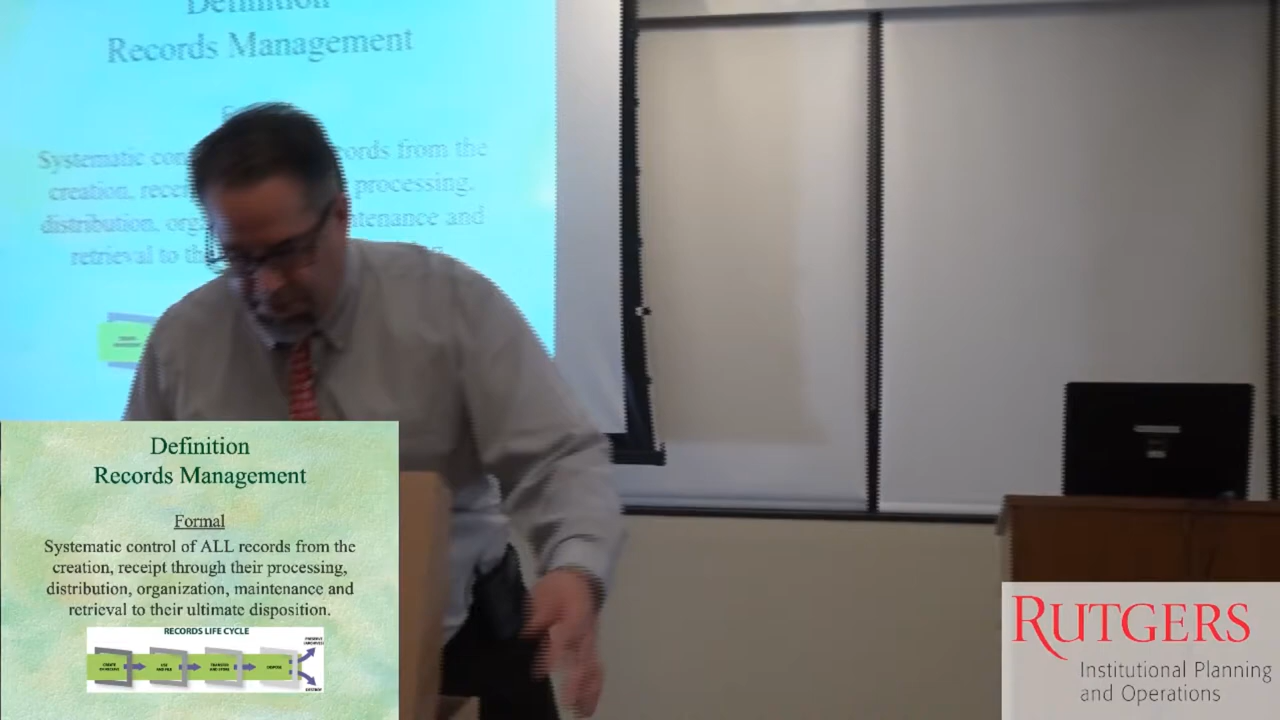 Definition
Records Management
Systematic con ords from the
creation, rece processing,
distribution, org tenance and
retrieval to th
Definition
Records Management
Formal
Systematic control of ALL records from the
creation, receipt through their processing,
distribution, organization, maintenance and
retrieval to their ultimate disposition.
RECORDS LIFE CYCLE
RUTGERS
Institutional Planning
and Operations